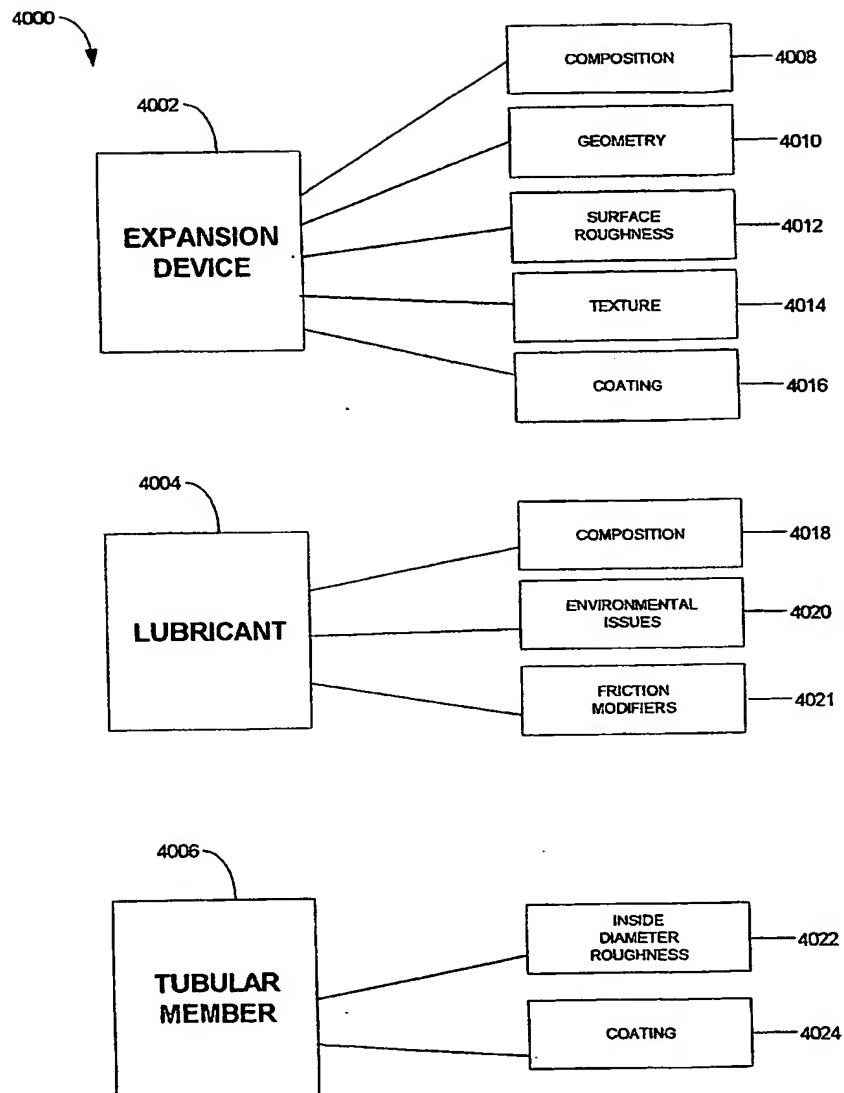 4000
4002
EXPANSION
DEVICE
COMPOSITION
4008
GEOMETRY
4010
SURFACE
ROUGHNESS
4012
TEXTURE
4014
COATING
4016
4004
LUBRICANT
COMPOSITION
4018
ENVIRONMENTAL
ISSUES
4020
FRICTION
MODIFIERS
4021
4006
TUBULAR
MEMBER
INSIDE
DIAMETER
ROUGHNESS
4022
COATING
4024